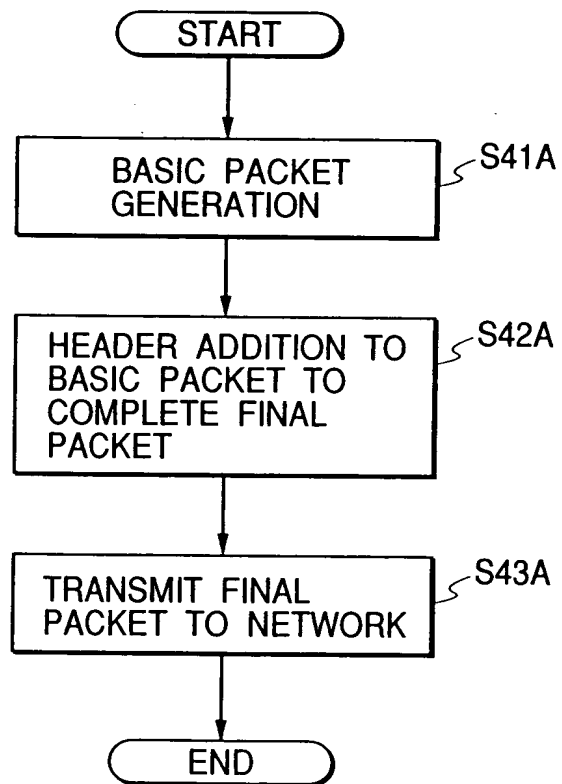 START
BASIC PACKET
GENERATION
S41A
HEADER ADDITION TO
BASIC PACKET TO
COMPLETE FINAL
PACKET
S42A
TRANSMIT FINAL
PACKET TO NETWORK
S43A
END